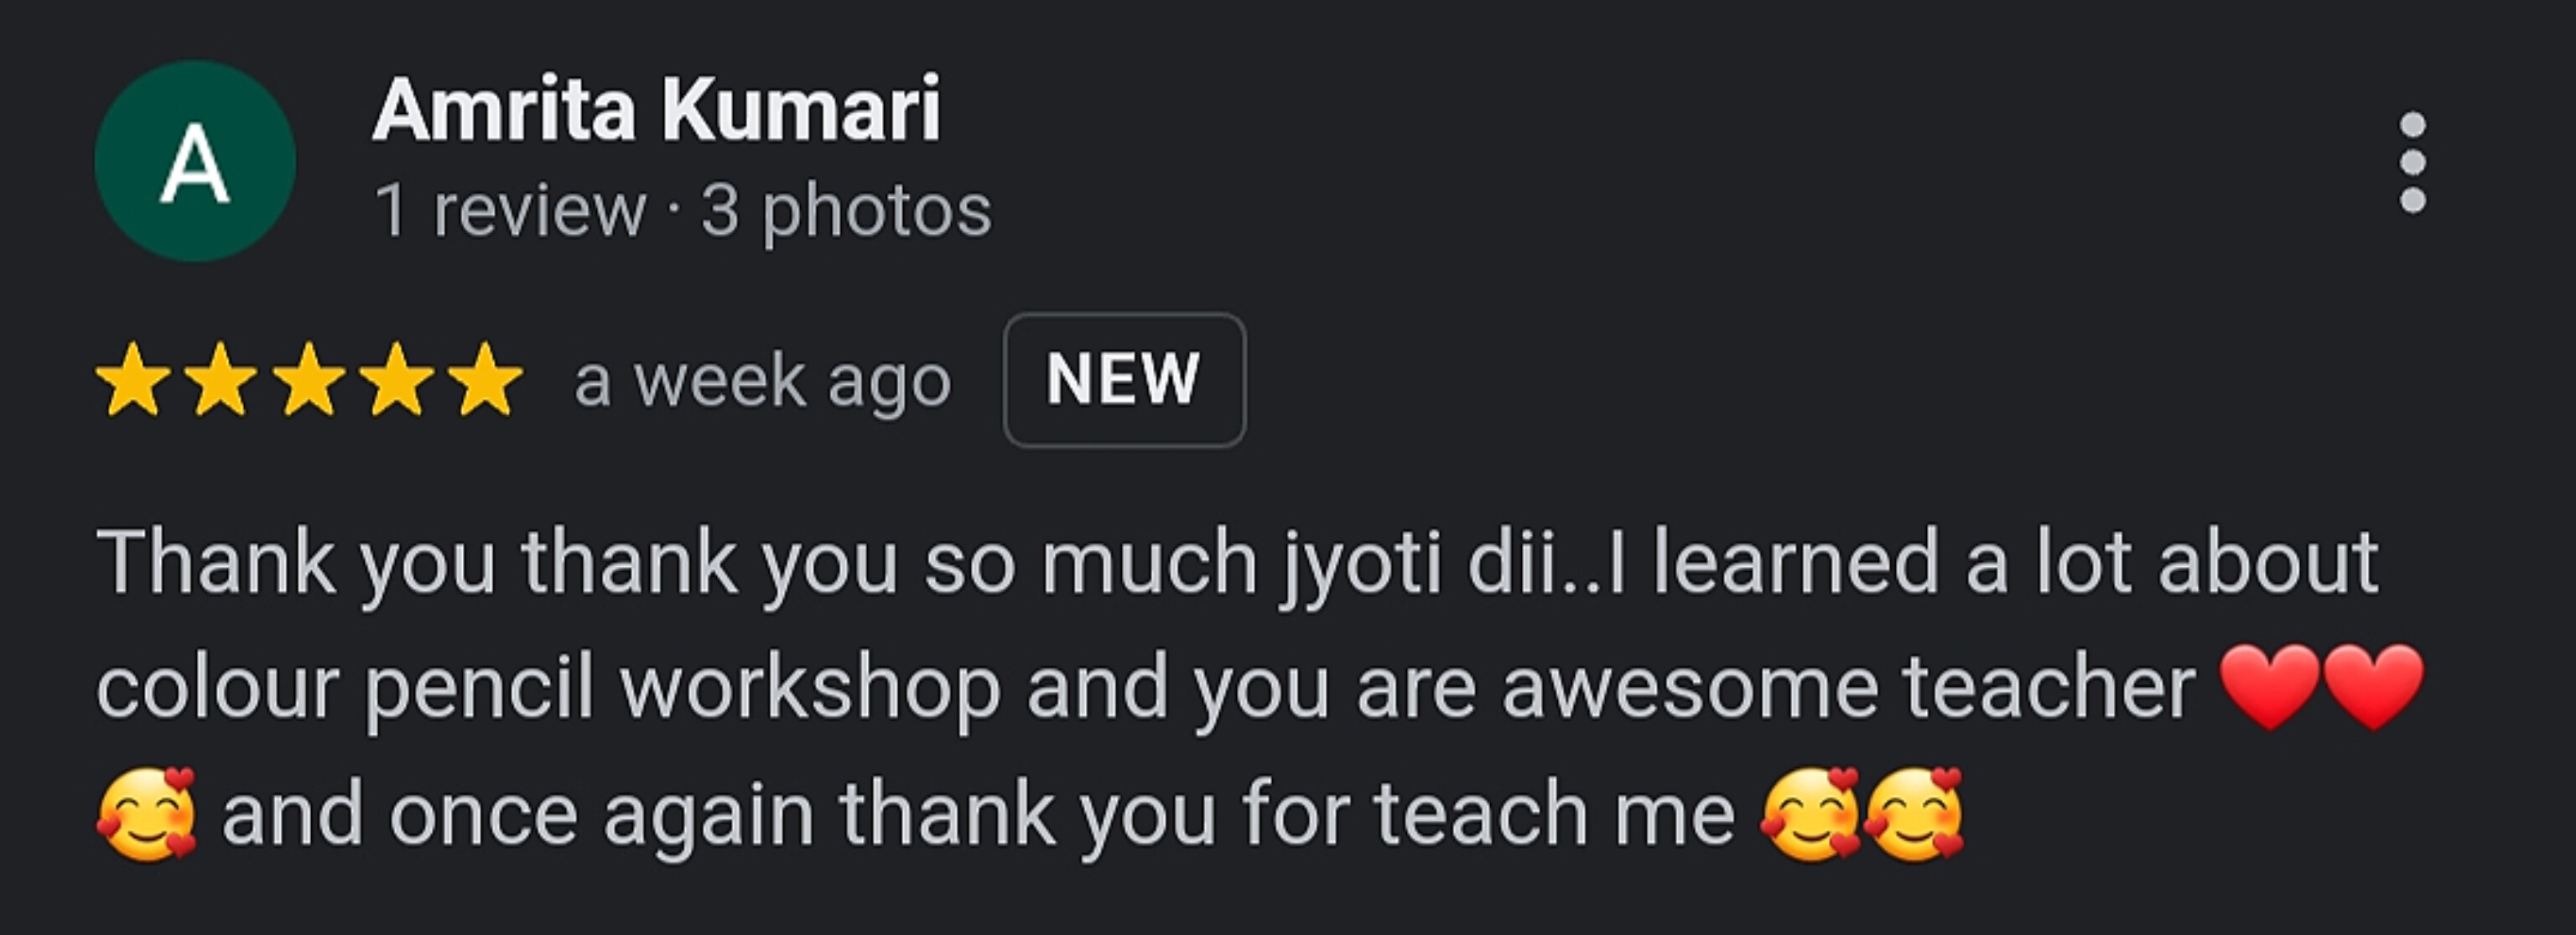 A
Amrita Kumari
1 review · 3 photos
★★★★★ a week ago NEW
Thank you thank you so much jyoti dii..I learned a lot about
colour pencil workshop and you are awesome teacher ❤️❤️
🥰 and once again thank you for teach me 🥰🥰